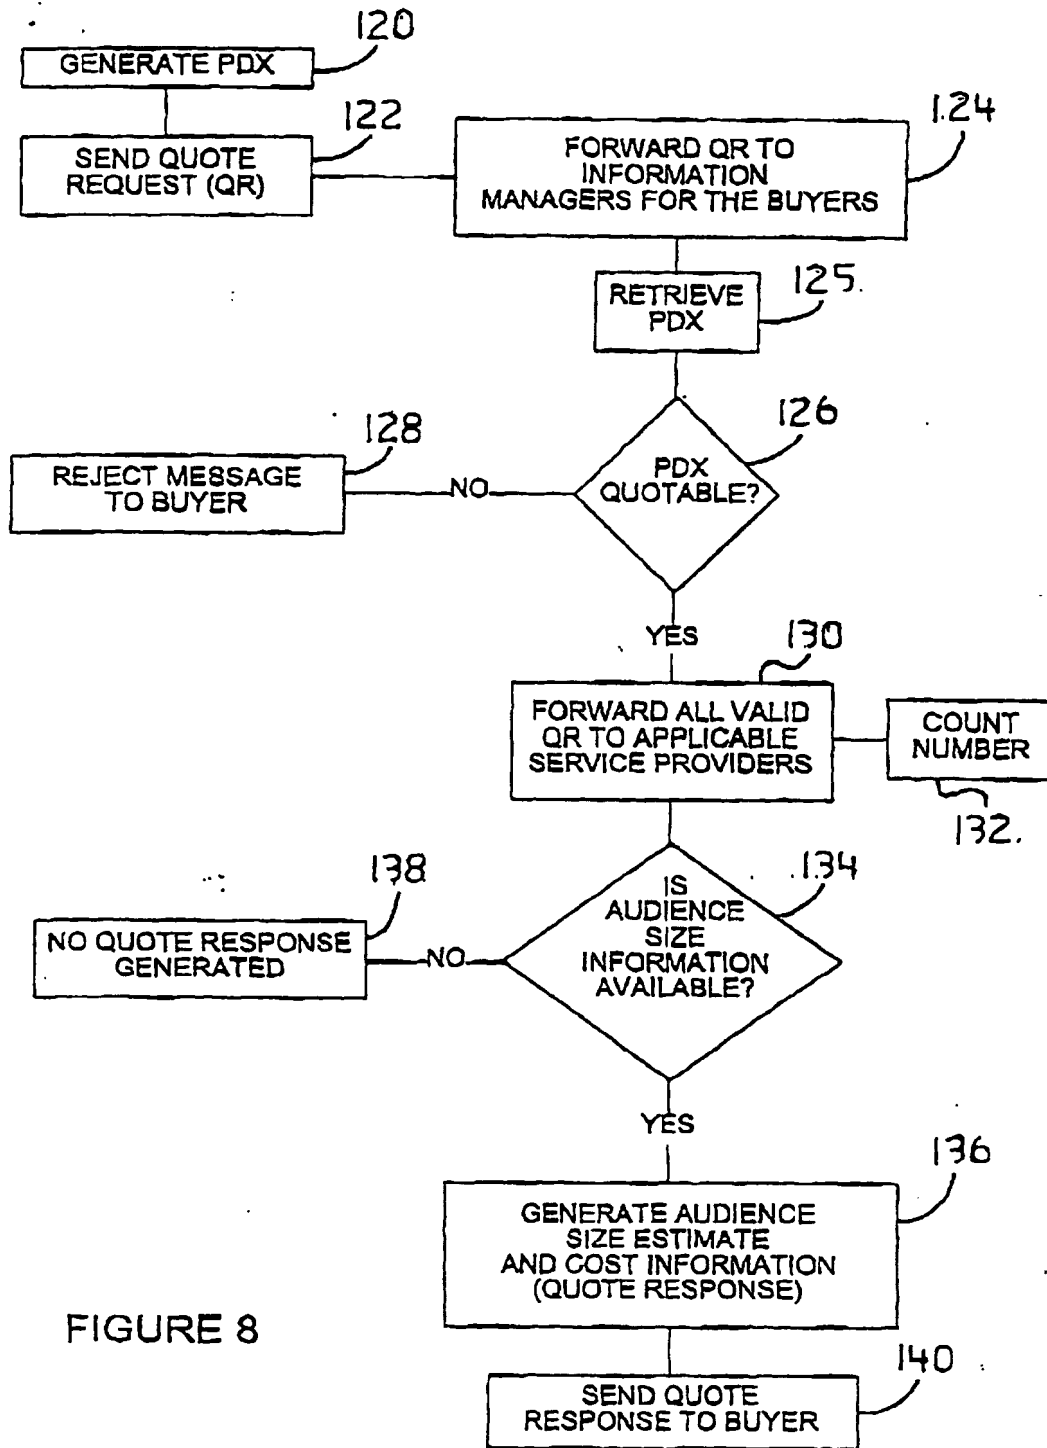 120
GENERATE PDX
122
SEND QUOTE
REQUEST (QR)
124
FORWARD QR TO
INFORMATION
MANAGERS FOR THE BUYERS
125.
RETRIEVE
PDX
126
PDX
QUOTABLE?
128
REJECT MESSAGE
TO BUYER
NO
YES
130
FORWARD ALL VALID
QR TO APPLICABLE
SERVICE PROVIDERS
COUNT
NUMBER
132.
134
IS
AUDIENCE
SIZE
INFORMATION
AVAILABLE?
138
NO QUOTE RESPONSE
GENERATED
NO
YES
136
GENERATE AUDIENCE
SIZE ESTIMATE
AND COST INFORMATION
(QUOTE RESPONSE)
FIGURE 8
140
SEND QUOTE
RESPONSE TO BUYER